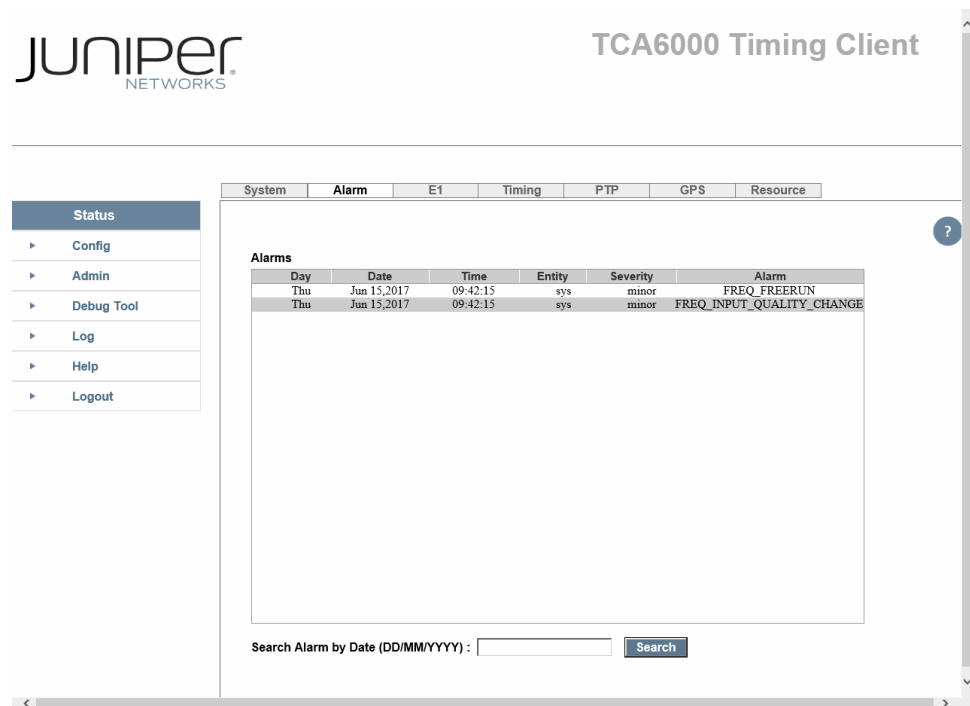 JUNIPER
NETWORKS
TCA6000 Timing Client
System Alarm E1 Timing PTP GPS Resource
Status
Config
Admin
Debug Tool
Log
Help
Logout
?
Alarms
Day Date Time Entity Severity Alarm
Thu Jun 15,2017 09:42:15 sys minor FREQ_FREERUN
Thu Jun 15,2017 09:42:15 sys minor FREQ_INPUT_QUALITY_CHANGE
Search Alarm by Date (DD/MM/YYYY) : Search